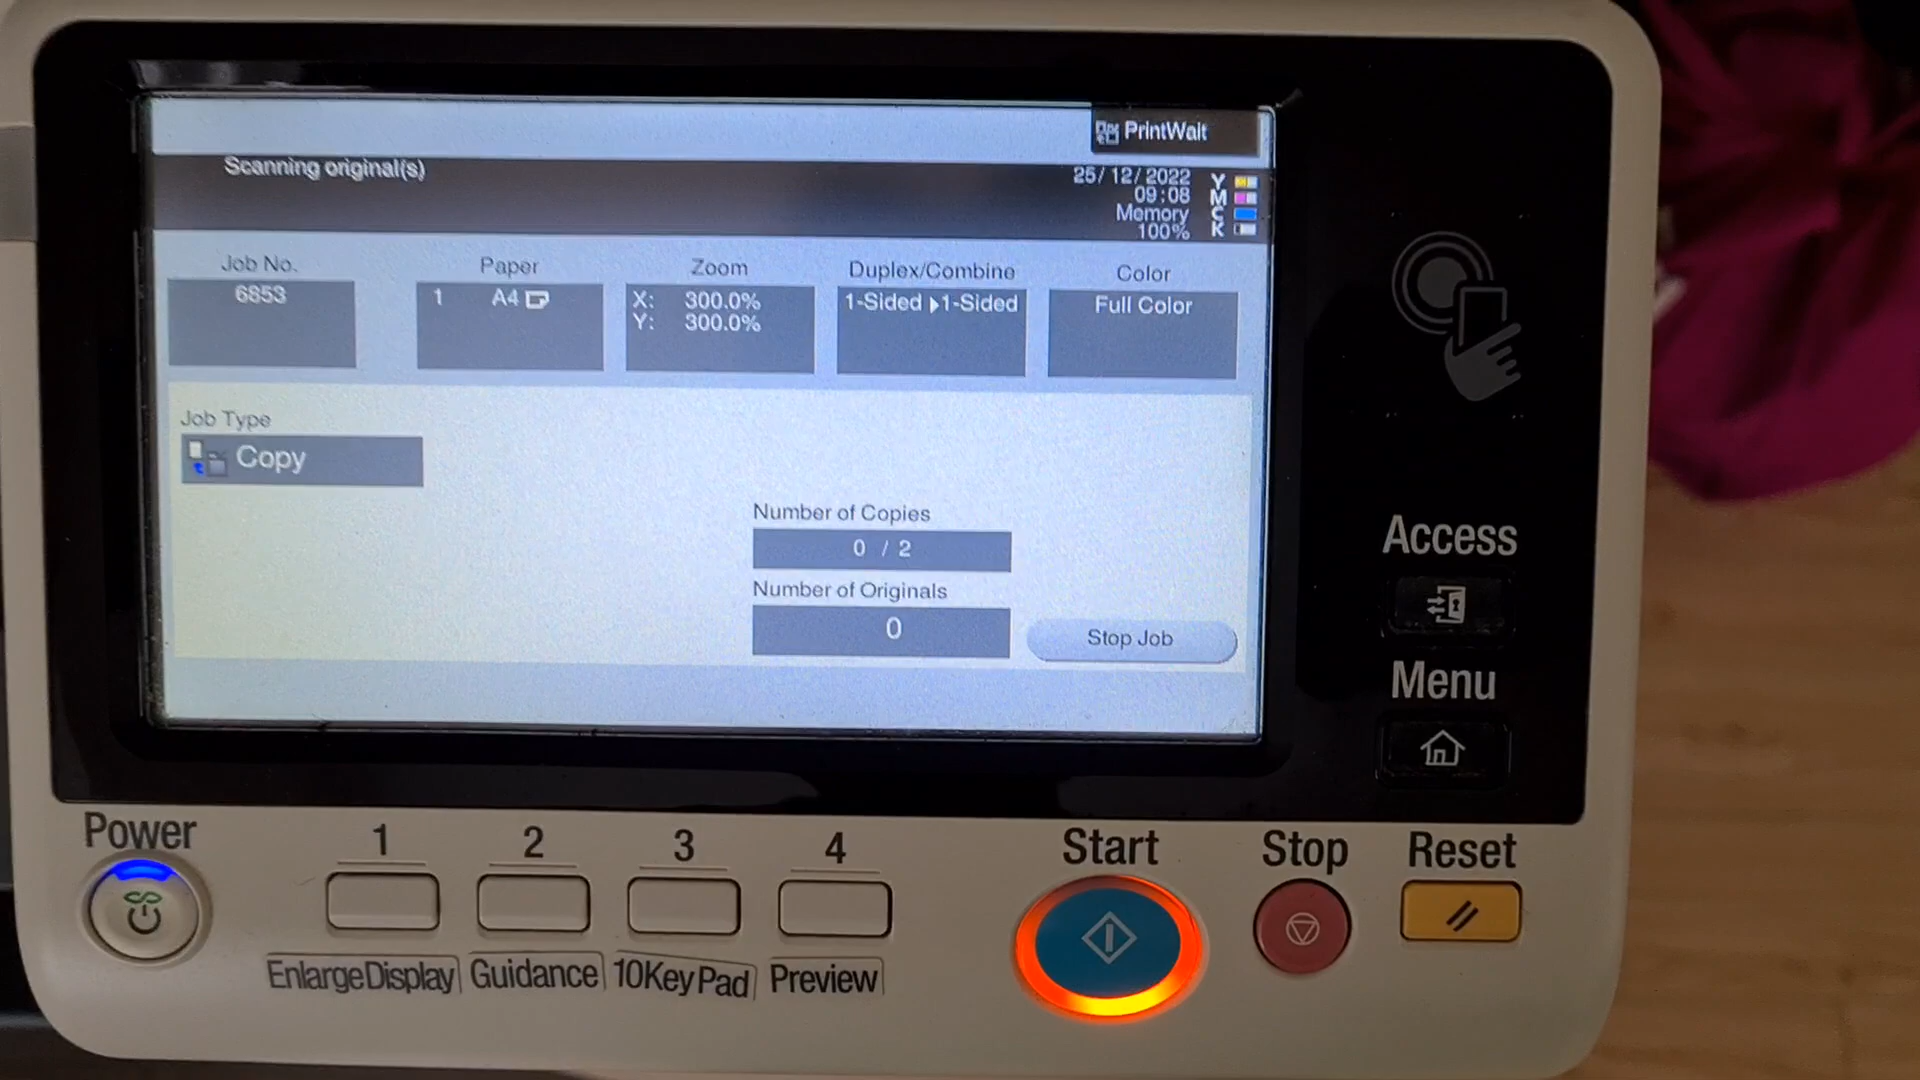 PrintWait
Scanning original(s)
25/12/2022
09:08
Memory
100%
Y
M
C
K
Job No.
6853
Paper
1 A4
Zoom
X: 300.0%
Y: 300.0%
Duplex/Combine
1-Sided ▶1-Sided
Color
Full Color
Job Type
Copy
Number of Copies
0 / 2
Number of Originals
0
Stop Job
Access
Menu
Power
1
2
3
4
Start
Stop
Reset
EnlargeDisplay
Guidance
10KeyPad
Preview